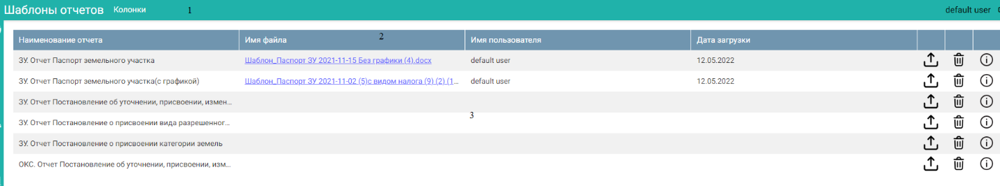 Шаблоны отчетов Колонки 1 default user
Наименование отчета Имя файла 2 Имя пользователя Дата загрузки
ЗУ. Отчет Паспорт земельного участка Шаблон_Паспорт ЗУ 2021-11-15 Без графики (4).docx default user 12.05.2022
ЗУ. Отчет Паспорт земельного участка(с графикой) Шаблон_Паспорт ЗУ 2021-11-02 (5)с видом налога (9) (2) (1... default user 12.05.2022
ЗУ. Отчет Постановление об уточнении, присвоении, измен...
3
ЗУ. Отчет Постановление о присвоении вида разрешенног...
ЗУ. Отчет Постановление о присвоении категории земель
ОКС. Отчет Постановление об уточнении, присвоении, изм...